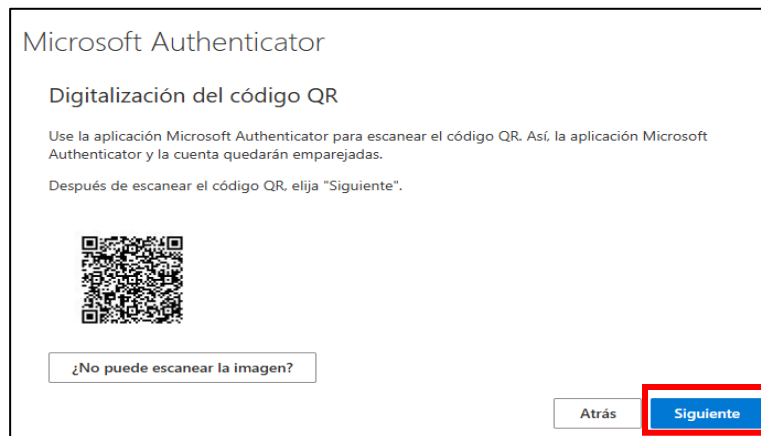 Microsoft Authenticator
Digitalización del código QR
Use la aplicación Microsoft Authenticator para escanear el código QR. Así, la aplicación Microsoft
Authenticator y la cuenta quedarán emparejadas.
Después de escanear el código QR, elija "Siguiente".
¿No puede escanear la imagen?
Atrás
Siguiente